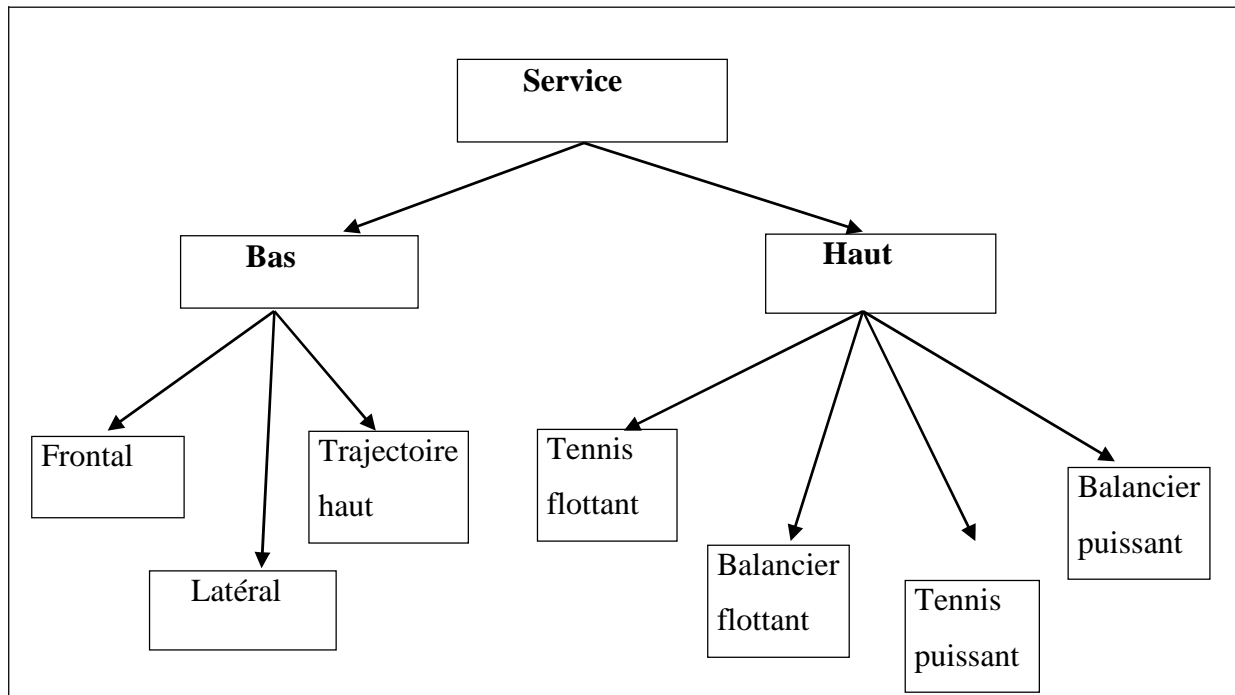 Service
Bas
Haut
Frontal
Trajectoire
haut
Latéral
Tennis
flottant
Balancier
flottant
Tennis
puissant
Balancier
puissant